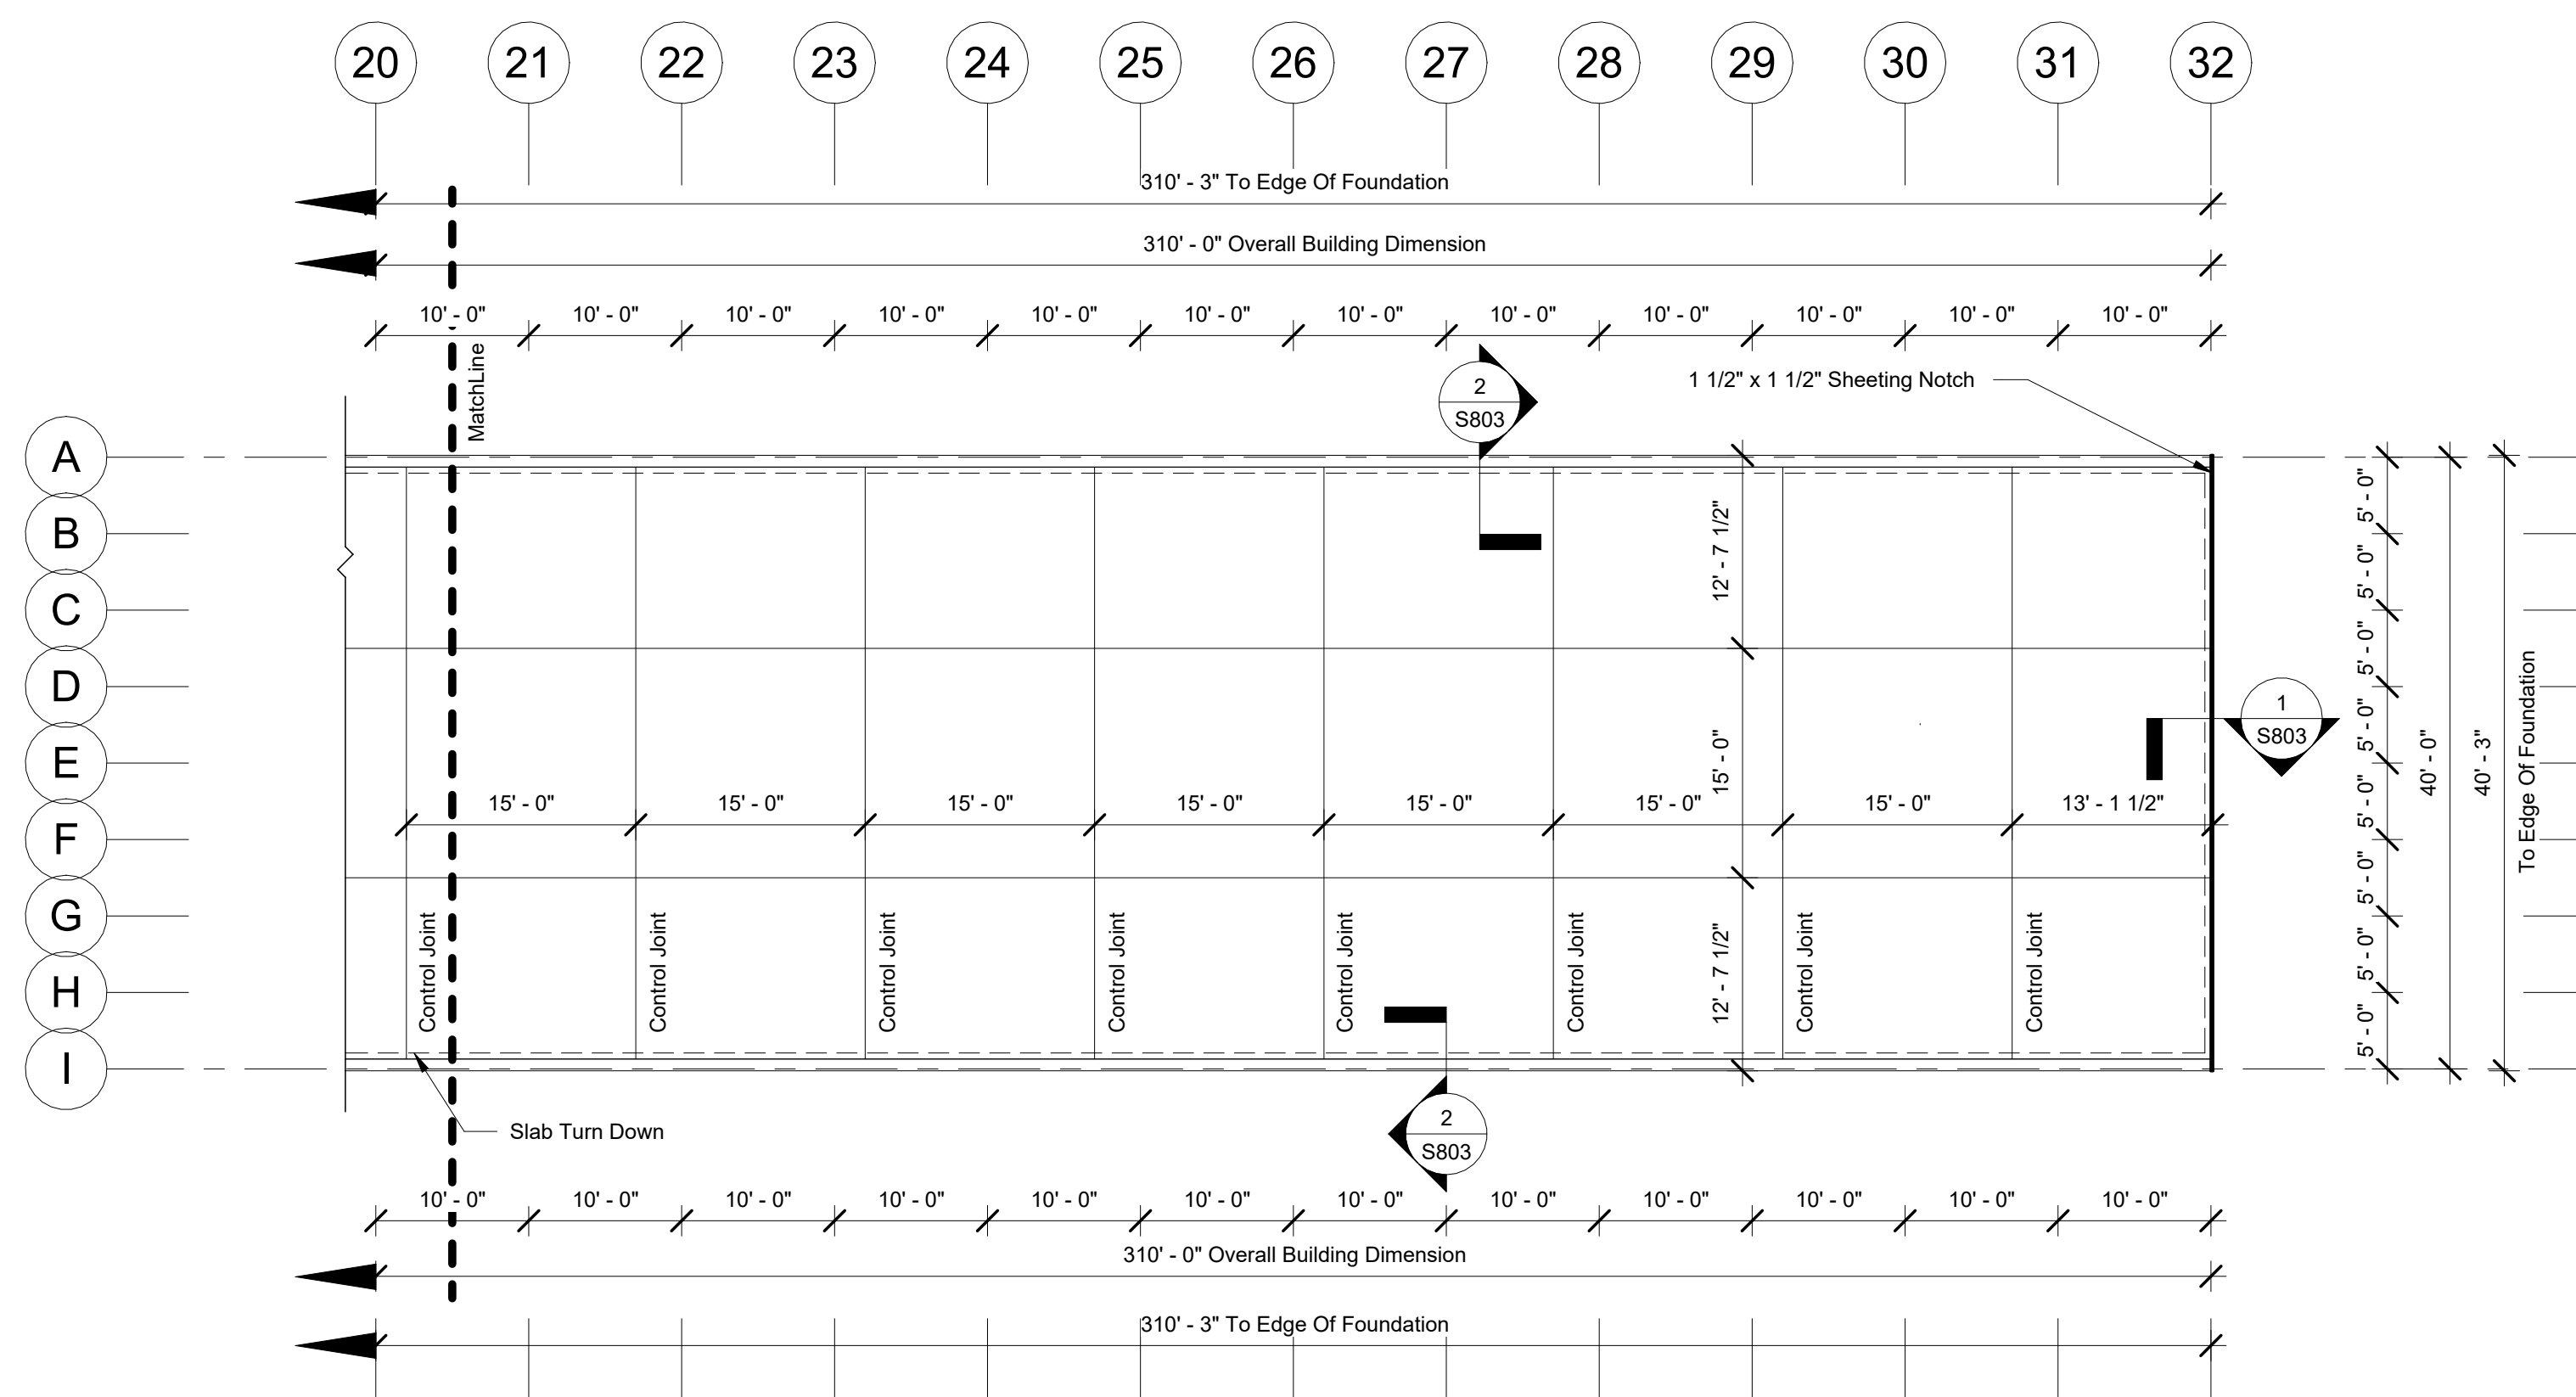 20 21 22 23 24 25 26 27 28 29 30 31 32
310' - 3" To Edge Of Foundation
310' - 0" Overall Building Dimension
10' - 0" 10' - 0" 10' - 0" 10' - 0" 10' - 0" 10' - 0" 10' - 0" 10' - 0" 10' - 0" 10' - 0" 10' - 0" 10' - 0"
MatchLine
2
S803
1 1/2" x 1 1/2" Sheeting Notch
A
B
C
D
E
F
G
H
I
12' - 7 1/2"
15' - 0"
12' - 7 1/2"
1
S803
15' - 0" 15' - 0" 15' - 0" 15' - 0" 15' - 0" 15' - 0" 15' - 0" 13' - 1 1/2"
5' - 0"
5' - 0"
5' - 0"
5' - 0"
5' - 0"
5' - 0"
5' - 0"
5' - 0"
40' - 0"
40' - 3"
To Edge Of Foundation
Control Joint
Control Joint
Control Joint
Control Joint
Control Joint
Control Joint
Control Joint
Control Joint
Slab Turn Down
2
S803
10' - 0" 10' - 0" 10' - 0" 10' - 0" 10' - 0" 10' - 0" 10' - 0" 10' - 0" 10' - 0" 10' - 0" 10' - 0" 10' - 0"
310' - 0" Overall Building Dimension
310' - 3" To Edge Of Foundation